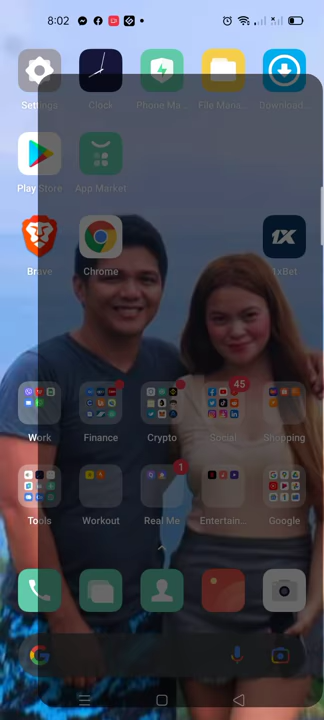 8:02
Settings Clock Phone Ma... File Mana... Download...
Play Store App Market
Brave Chrome 1X 1xBet
45
Work Finance Crypto Social Shopping
1
Tools Workout Real Me Entertain... Google